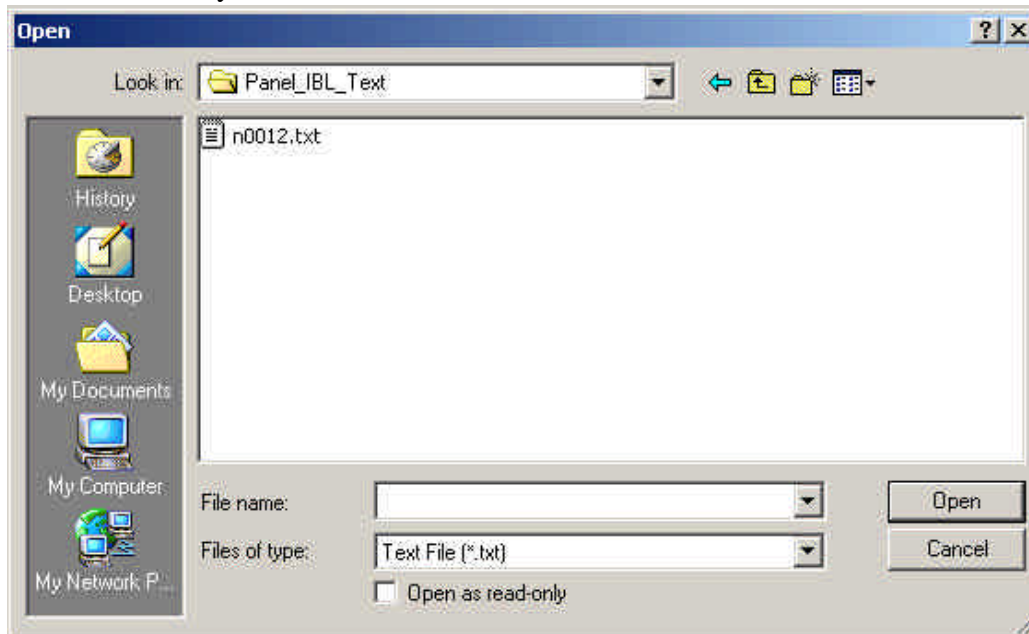 Open
Look in: Panel_IBL_Text
n0012.txt
History
Desktop
My Documents
My Computer
My Network P...
File name:
Open
Files of type: Text File (*.txt)
Cancel
Open as read-only